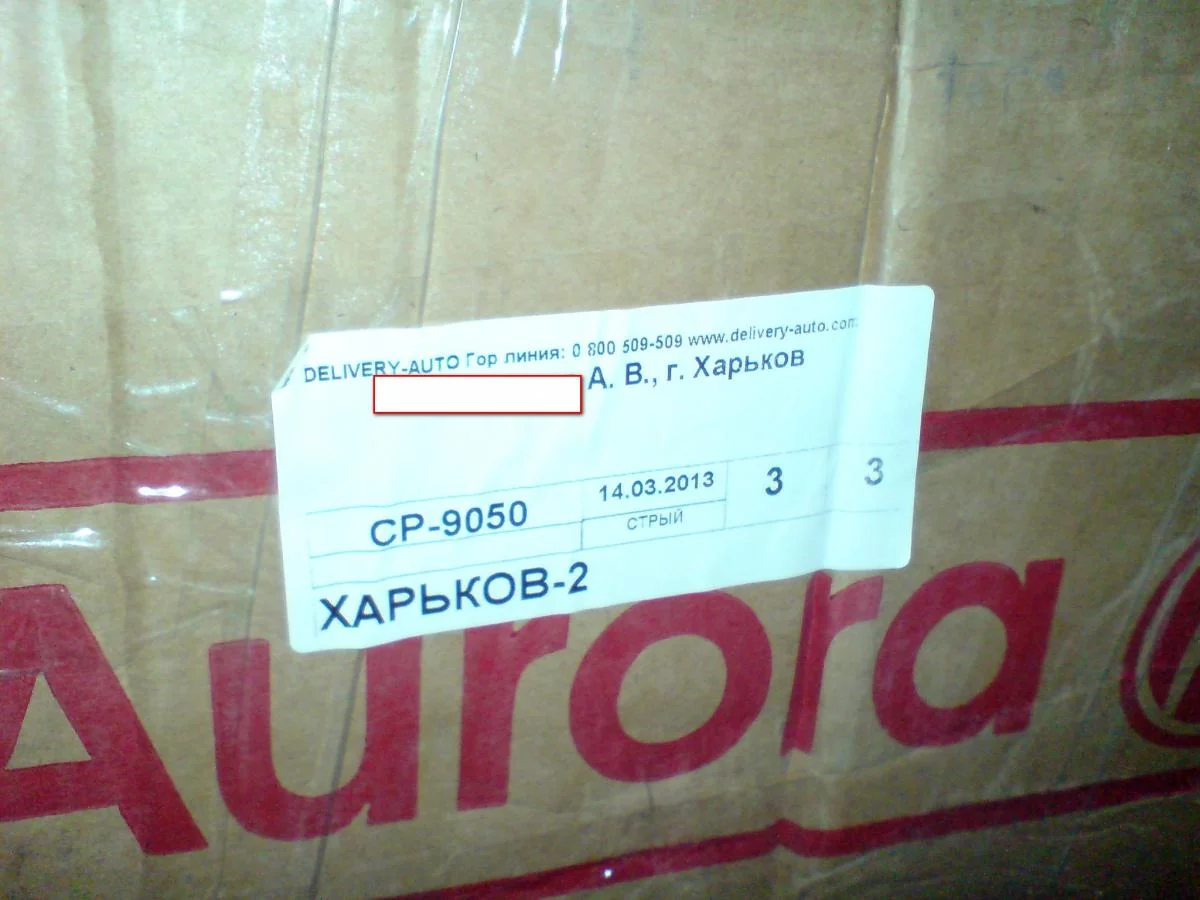 DELIVERY-AUTO Гор линия: 0 800 509-509 www.delivery-auto.com
А. В., г. Харьков
СР-9050
14.03.2013
3
3
СТРЫЙ
ХАРЬКОВ-2
Aurora